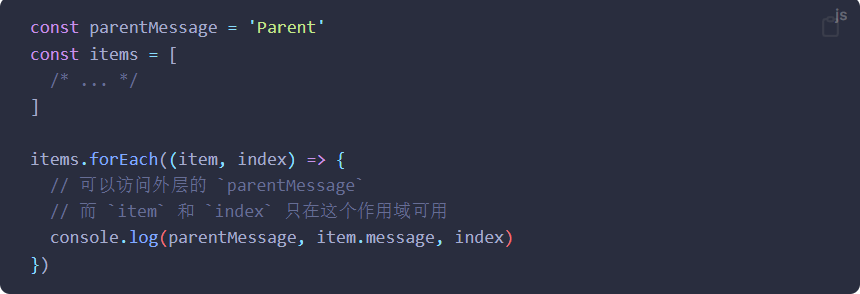 js
const parentMessage = 'Parent'
const items = [
  /* ... */
]

items.forEach((item, index) => {
  // 可以访问外层的 `parentMessage`
  // 而 `item` 和 `index` 只在这个作用域可用
  console.log(parentMessage, item.message, index)
})